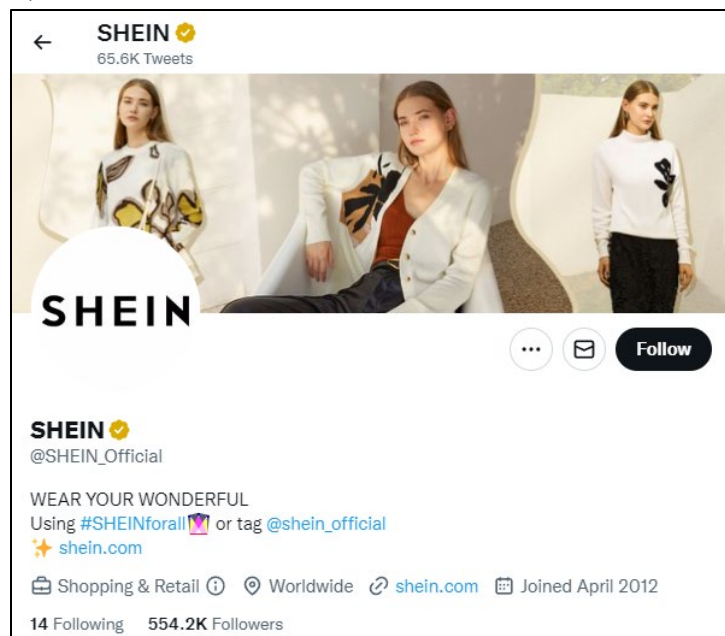 SHEIN
65.6K Tweets
SHEIN
Follow
SHEIN
@SHEIN_Official
WEAR YOUR WONDERFUL
Using #SHEINforall or tag @shein_official
shein.com
Shopping & Retail Worldwide shein.com Joined April 2012
14 Following 554.2K Followers